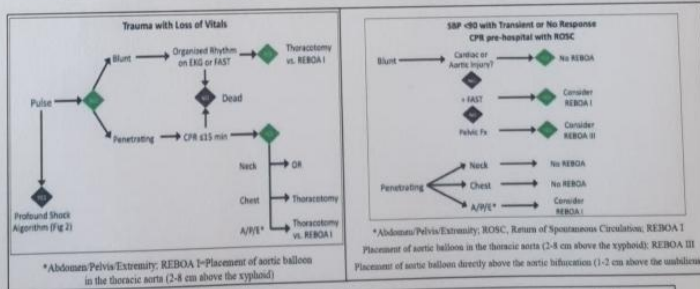 Trauma with Loss of Vitals
Blunt
Organized Rhythm
on EKG or FAST
Thoracotomy
vs. REBOA I
Pulse
NO
Dead
Penetrating
CPR ≤15 min
Neck
OR
Chest
Thoracotomy
A/P/E*
Thoracotomy
vs. REBOA I
Profound Shock
Algorithm (Fig 2)
*Abdomen/Pelvis/Extremity; REBOA I=Placement of aortic balloon
in the thoracic aorta (2-8 cm above the xyphoid)
SBP <90 with Transient or No Response
CPR pre-hospital with ROSC
Blunt
Cardiac or
Aortic Injury?
No REBOA
NO
+ FAST
Consider
REBOA I
NO
Pelvic Fx
Consider
REBOA III
Penetrating
Neck
No REBOA
Chest
No REBOA
A/P/E*
Consider
REBOA I
*Abdomen/Pelvis/Extremity; ROSC, Return of Spontaneous Circulation; REBOA I
Placement of aortic balloon in the thoracic aorta (2-8 cm above the xyphoid); REBOA III
Placement of aortic balloon directly above the aortic bifurcation (1-2 cm above the umbilicus